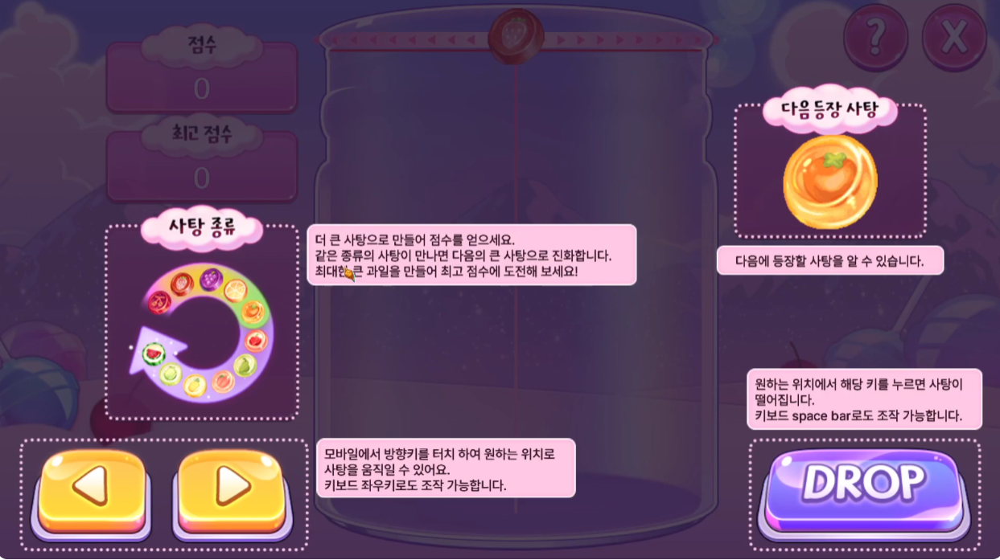 점수
0
최고 점수
0
사탕 종류
더 큰 사탕으로 만들어 점수를 얻으세요.
같은 종류의 사탕이 만나면 다음의 큰 사탕으로 진화합니다.
최대한 큰 과일을 만들어 최고 점수에 도전해 보세요!
?
X
다음 등장 사탕
다음에 등장할 사탕을 알 수 있습니다.
모바일에서 방향키를 터치 하여 원하는 위치로
사탕을 움직일 수 있어요.
키보드 좌우키로도 조작 가능합니다.
원하는 위치에서 해당 키를 누르면 사탕이
떨어집니다.
키보드 space bar로도 조작 가능합니다.
DROP